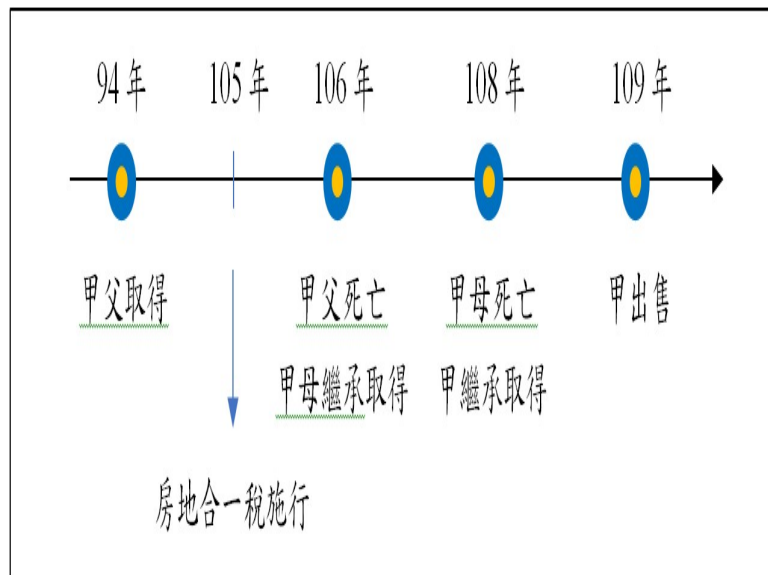 94年 105年 106年 108年 109年
甲父取得 甲父死亡 甲母死亡 甲出售
甲母繼承取得 甲繼承取得
房地合一稅施行